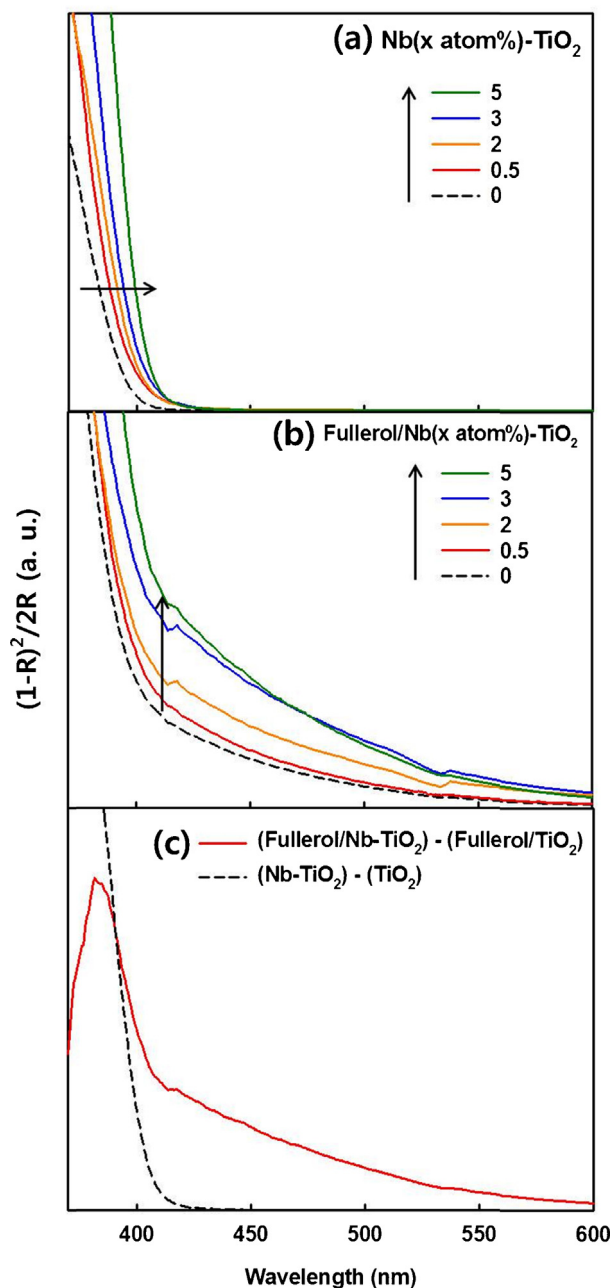 (a) Nb(x atom%)-TiO₂
5
3
2
0.5
0
(b) Fullerol/Nb(x atom%)-TiO₂
5
3
2
0.5
0
(1-R)²/2R (a. u.)
(c) (Fullerol/Nb-TiO₂) - (Fullerol/TiO₂)
(Nb-TiO₂) - (TiO₂)
400 450 500 550 600
Wavelength (nm)